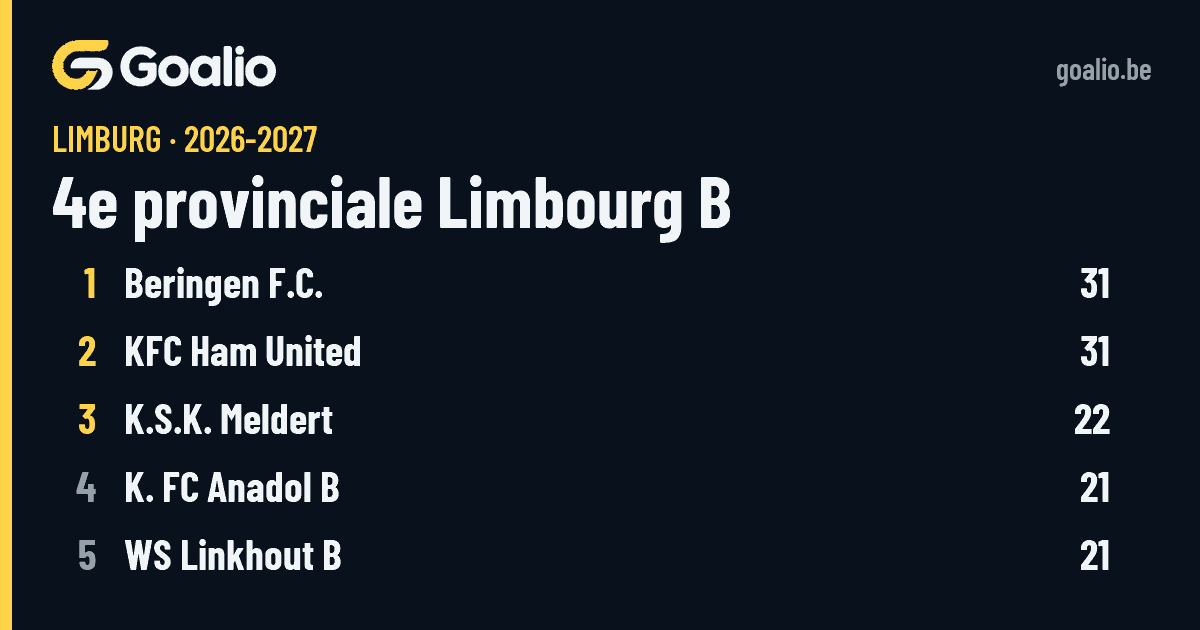 Goalio goalio.be
LIMBURG · 2026-2027
4e provinciale Limbourg B
1 Beringen F.C. 31
2 KFC Ham United 31
3 K.S.K. Meldert 22
4 K. FC Anadol B 21
5 WS Linkhout B 21